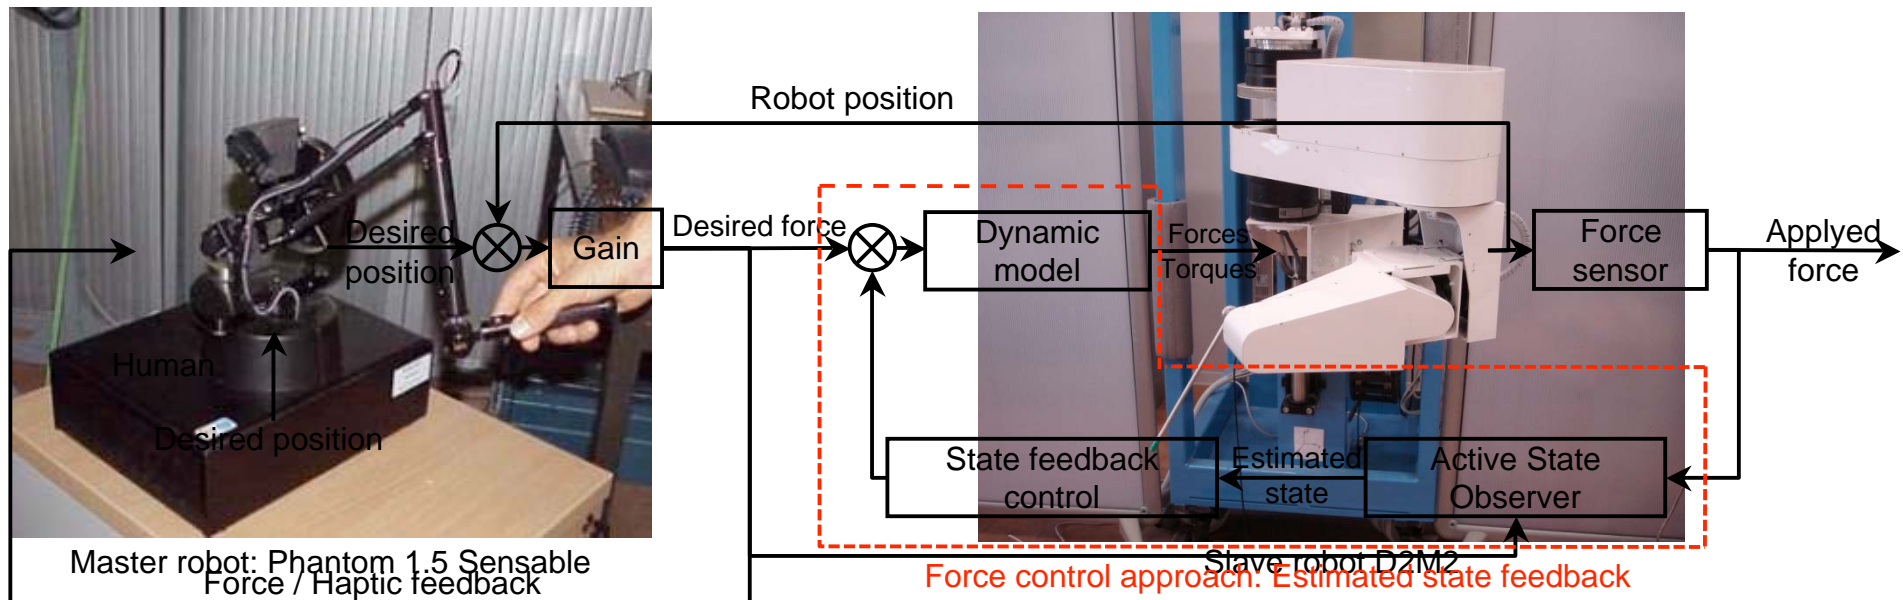 Robot position
Desired
position
Gain
Desired force
Dynamic
model
Forces
Torques
Force
sensor
Applyed
force
Human
Desired position
State feedback
control
Estimated
state
Active State
Observer
Master robot: Phantom 1.5 Sensable
Force / Haptic feedback
Slave robot D2M2
Force control approach: Estimated state feedback